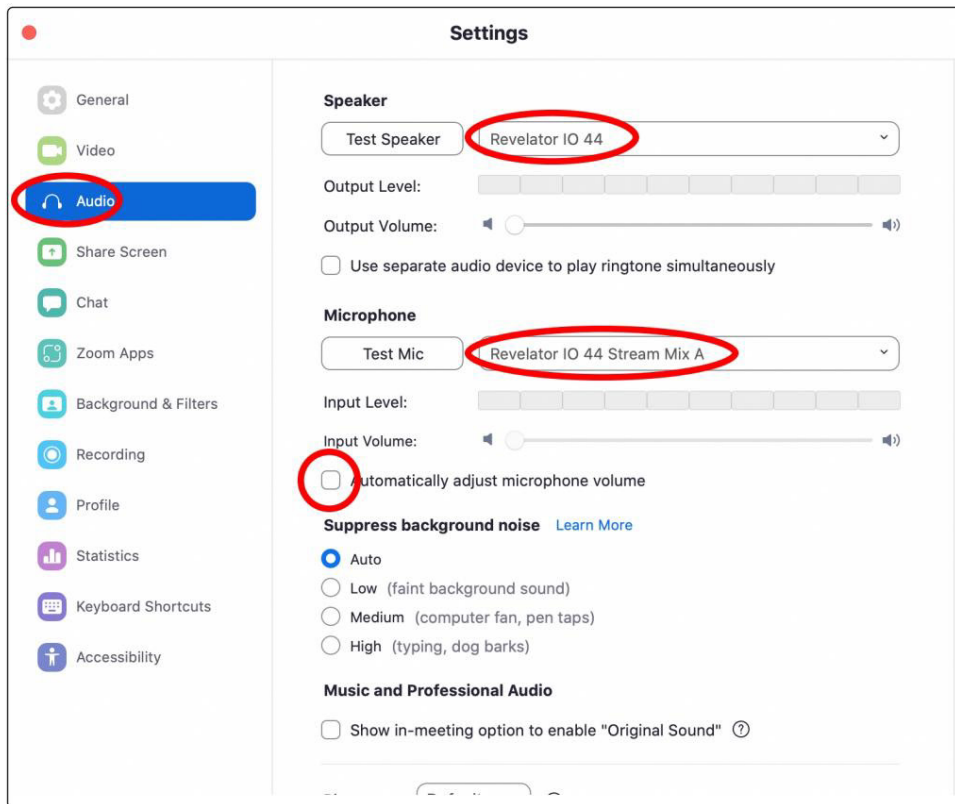 Settings
General
Video
Audio
Share Screen
Chat
Zoom Apps
Background & Filters
Recording
Profile
Statistics
Keyboard Shortcuts
Accessibility
Speaker
Test Speaker
Revelator IO 44
Output Level:
Output Volume:
Use separate audio device to play ringtone simultaneously
Microphone
Test Mic
Revelator IO 44 Stream Mix A
Input Level:
Input Volume:
Automatically adjust microphone volume
Suppress background noise Learn More
Auto
Low (faint background sound)
Medium (computer fan, pen taps)
High (typing, dog barks)
Music and Professional Audio
Show in-meeting option to enable "Original Sound" ?